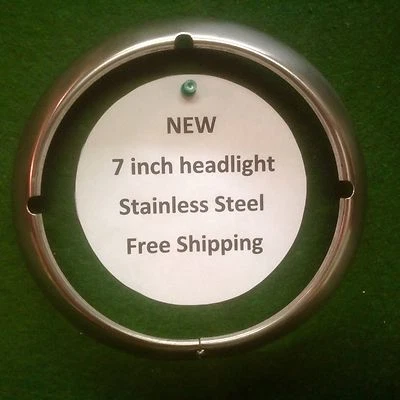 NEW
7 inch headlight
Stainless Steel
Free Shipping